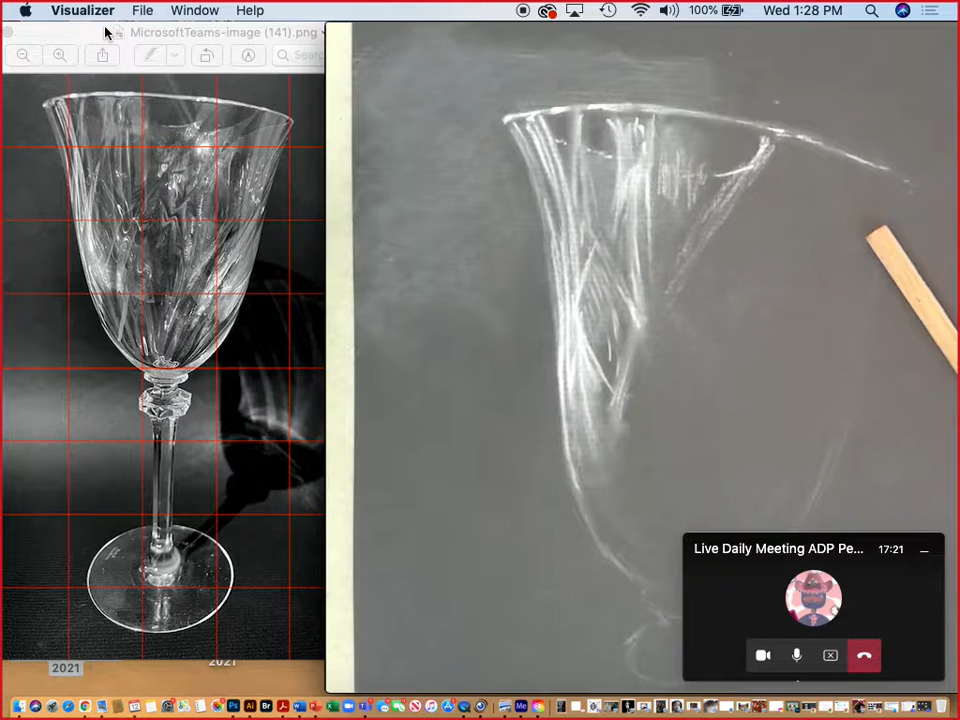 Visualizer File Window Help 100% Wed 1:28 PM
MicrosoftTeams-image (141).png
Search
Live Daily Meeting ADP Pe... 17:21
2021 2021